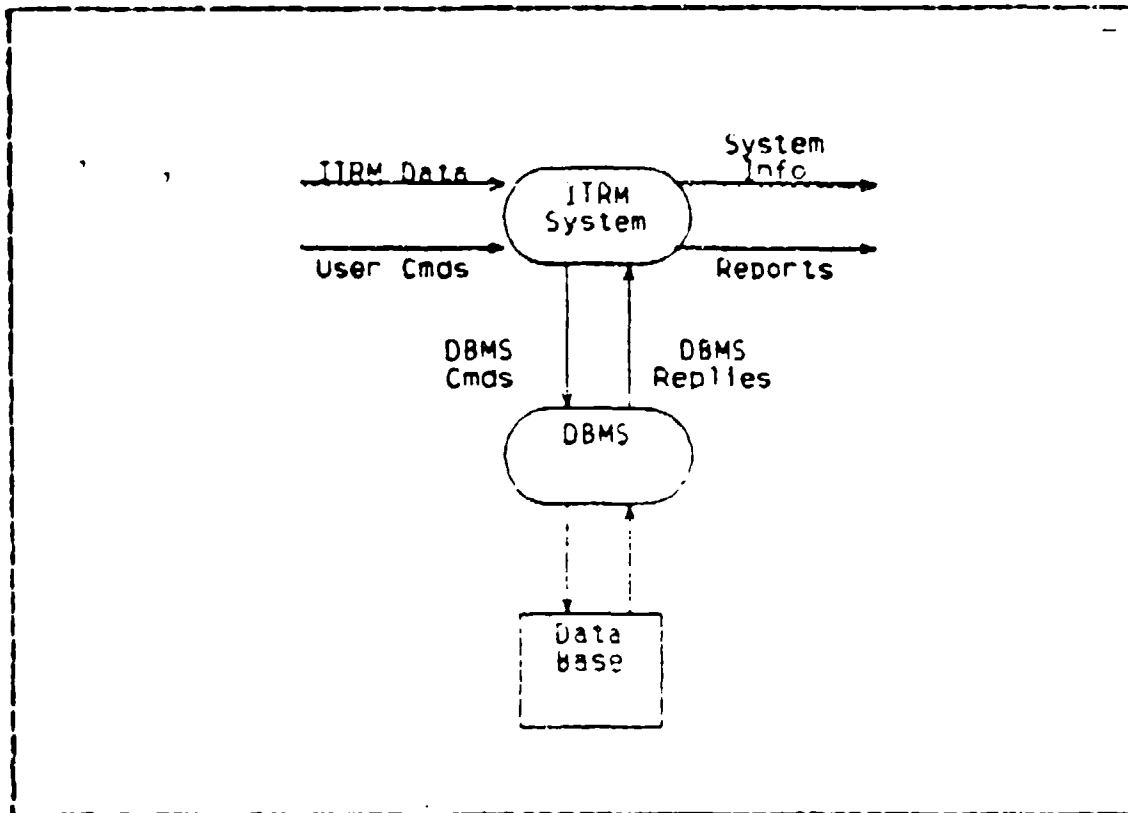 System
Info
ITRM Data
ITRM
System
User Cmds
Reports
DBMS
Cmds
DBMS
Replies
DBMS
Data
Base